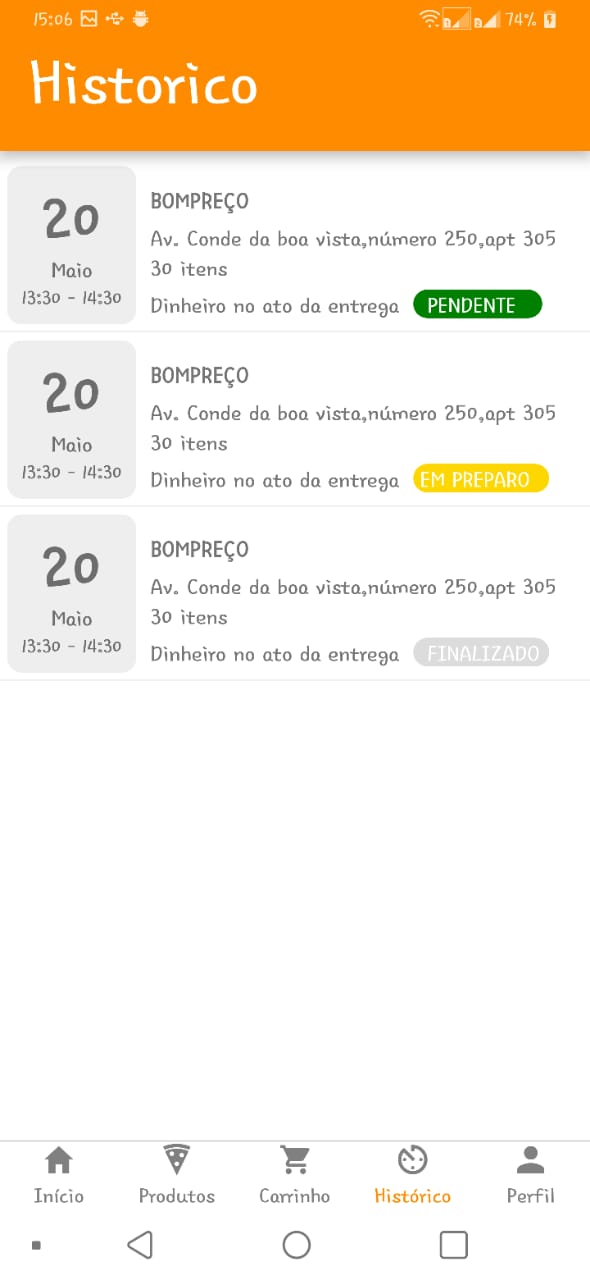 15:06 74%
Historico
20
Maio
13:30 - 14:30
BOMPREÇO
Av. Conde da boa vista,número 250,apt 305
30 itens
Dinheiro no ato da entrega PENDENTE
20
Maio
13:30 - 14:30
BOMPREÇO
Av. Conde da boa vista,número 250,apt 305
30 itens
Dinheiro no ato da entrega EM PREPARO
20
Maio
13:30 - 14:30
BOMPREÇO
Av. Conde da boa vista,número 250,apt 305
30 itens
Dinheiro no ato da entrega FINALIZADO
Início Produtos Carrinho Histórico Perfil